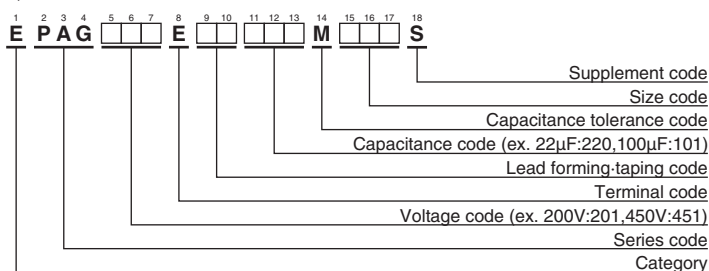 1 2 3 4 5 6 7 8 9 10 11 12 13 14 15 16 17 18
E PAG □□□ E □□ □□□ M □□□ S
Supplement code
Size code
Capacitance tolerance code
Capacitance code (ex. 22μF:220,100μF:101)
Lead forming·taping code
Terminal code
Voltage code (ex. 200V:201,450V:451)
Series code
Category